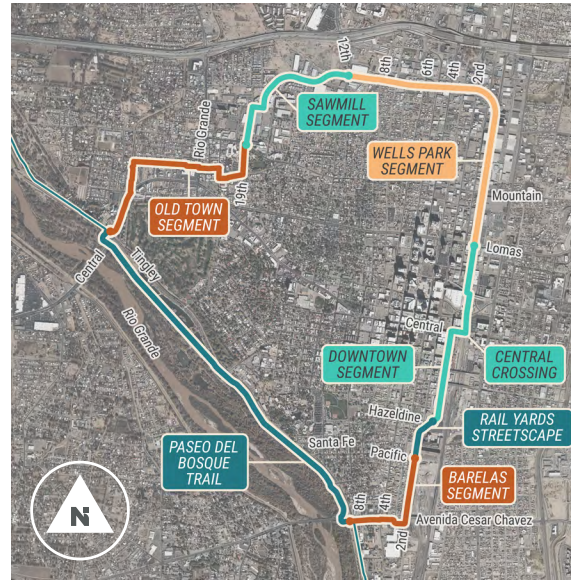 12th
8th
6th
4th
2nd
SAWMILL
SEGMENT
Rio Grande
WELLS PARK
SEGMENT
19th
Mountain
OLD TOWN
SEGMENT
Lomas
Central
Tingley
Rio Grande
Central
DOWNTOWN
SEGMENT
CENTRAL
CROSSING
Hazeldine
RAIL YARDS
STREETSCAPE
Santa Fe
PASEO DEL
BOSQUE
TRAIL
Pacific
BARELAS
SEGMENT
8th
4th
2nd
Avenida Cesar Chavez
N